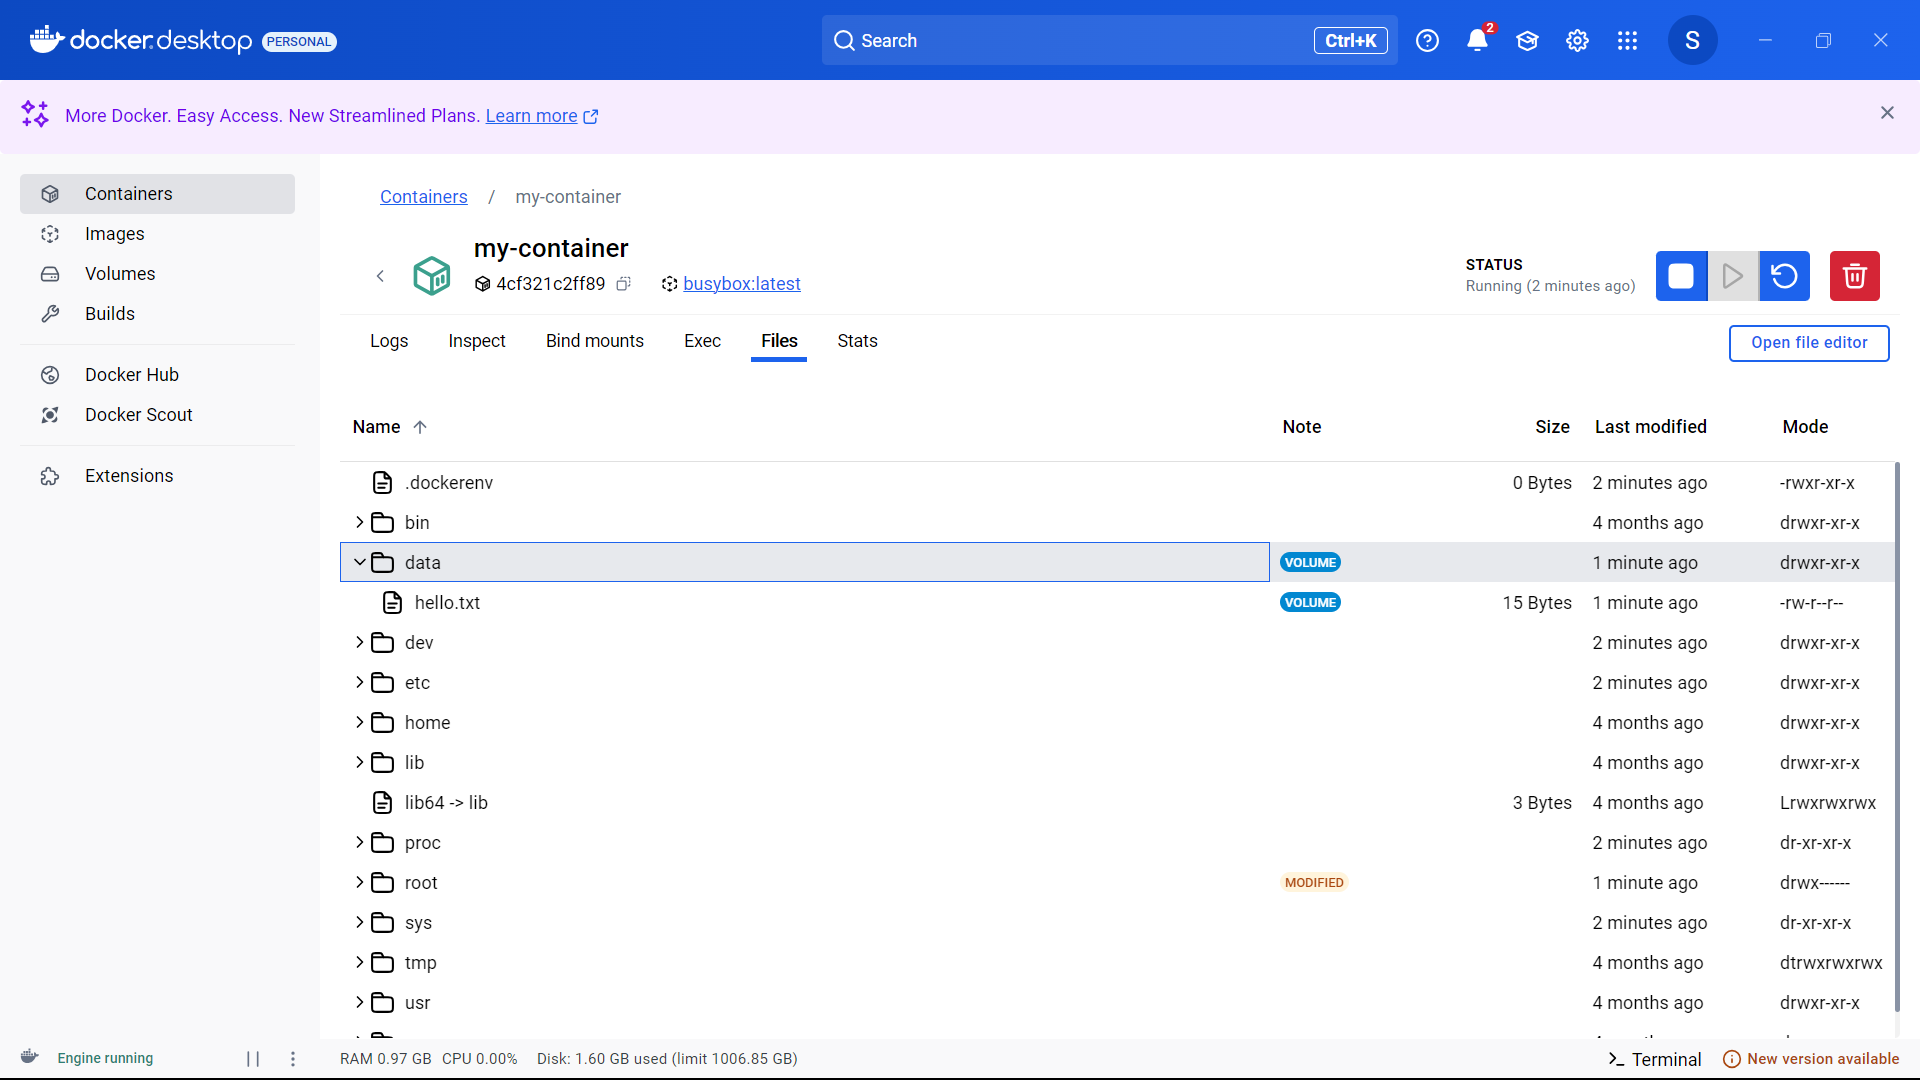 docker.desktop PERSONAL
Search Ctrl+K 2 S
More Docker. Easy Access. New Streamlined Plans. Learn more
Containers
Images
Volumes
Builds
Docker Hub
Docker Scout
Extensions
Containers / my-container
my-container
4cf321c2ff89 busybox:latest
STATUS
Running (2 minutes ago)
Logs Inspect Bind mounts Exec Files Stats Open file editor
Name Note Size Last modified Mode
.dockerenv 0 Bytes 2 minutes ago -rwxr-xr-x
bin 4 months ago drwxr-xr-x
data VOLUME 1 minute ago drwxr-xr-x
hello.txt VOLUME 15 Bytes 1 minute ago -rw-r--r--
dev 2 minutes ago drwxr-xr-x
etc 2 minutes ago drwxr-xr-x
home 4 months ago drwxr-xr-x
lib 4 months ago drwxr-xr-x
lib64 -> lib 3 Bytes 4 months ago Lrwxrwxrwx
proc 2 minutes ago dr-xr-xr-x
root MODIFIED 1 minute ago drwx------
sys 2 minutes ago dr-xr-xr-x
tmp 4 months ago dtrwxrwxrwx
usr 4 months ago drwxr-xr-x
Engine running RAM 0.97 GB CPU 0.00% Disk: 1.60 GB used (limit 1006.85 GB) Terminal New version available